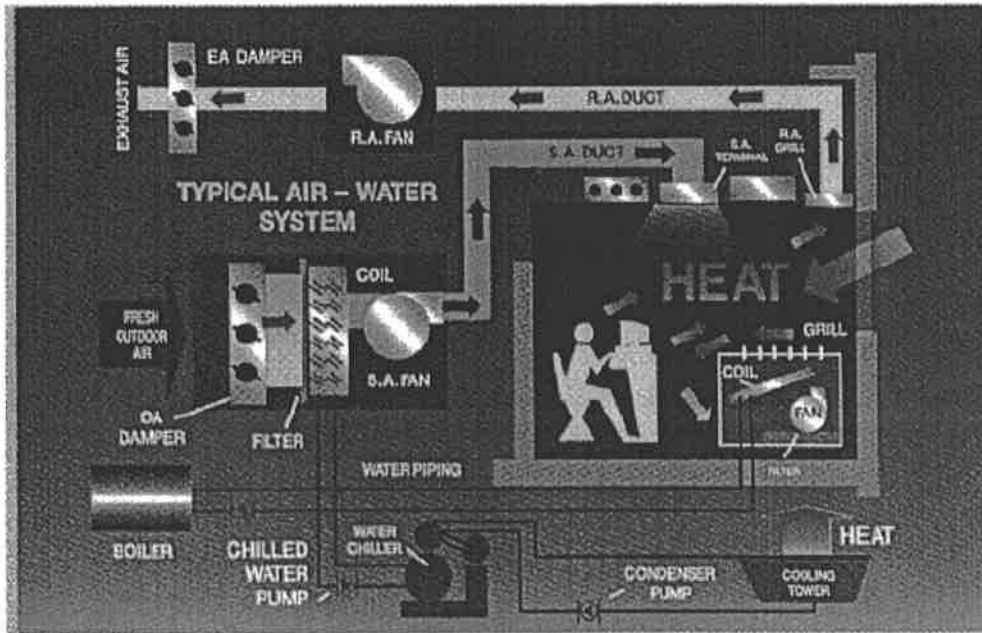 EXHAUST AIR
EA DAMPER
R.A. FAN
R.A. DUCT
S.A. DUCT
S.A.
TERMINAL
R.A.
GRILL
TYPICAL AIR – WATER
SYSTEM
HEAT
COIL
FRESH
OUTDOOR
AIR
S.A. FAN
GRILL
COIL
FAN
FILTER
OA
DAMPER
FILTER
WATER PIPING
BOILER
CHILLED
WATER
PUMP
WATER
CHILLER
CONDENSER
PUMP
HEAT
COOLING
TOWER